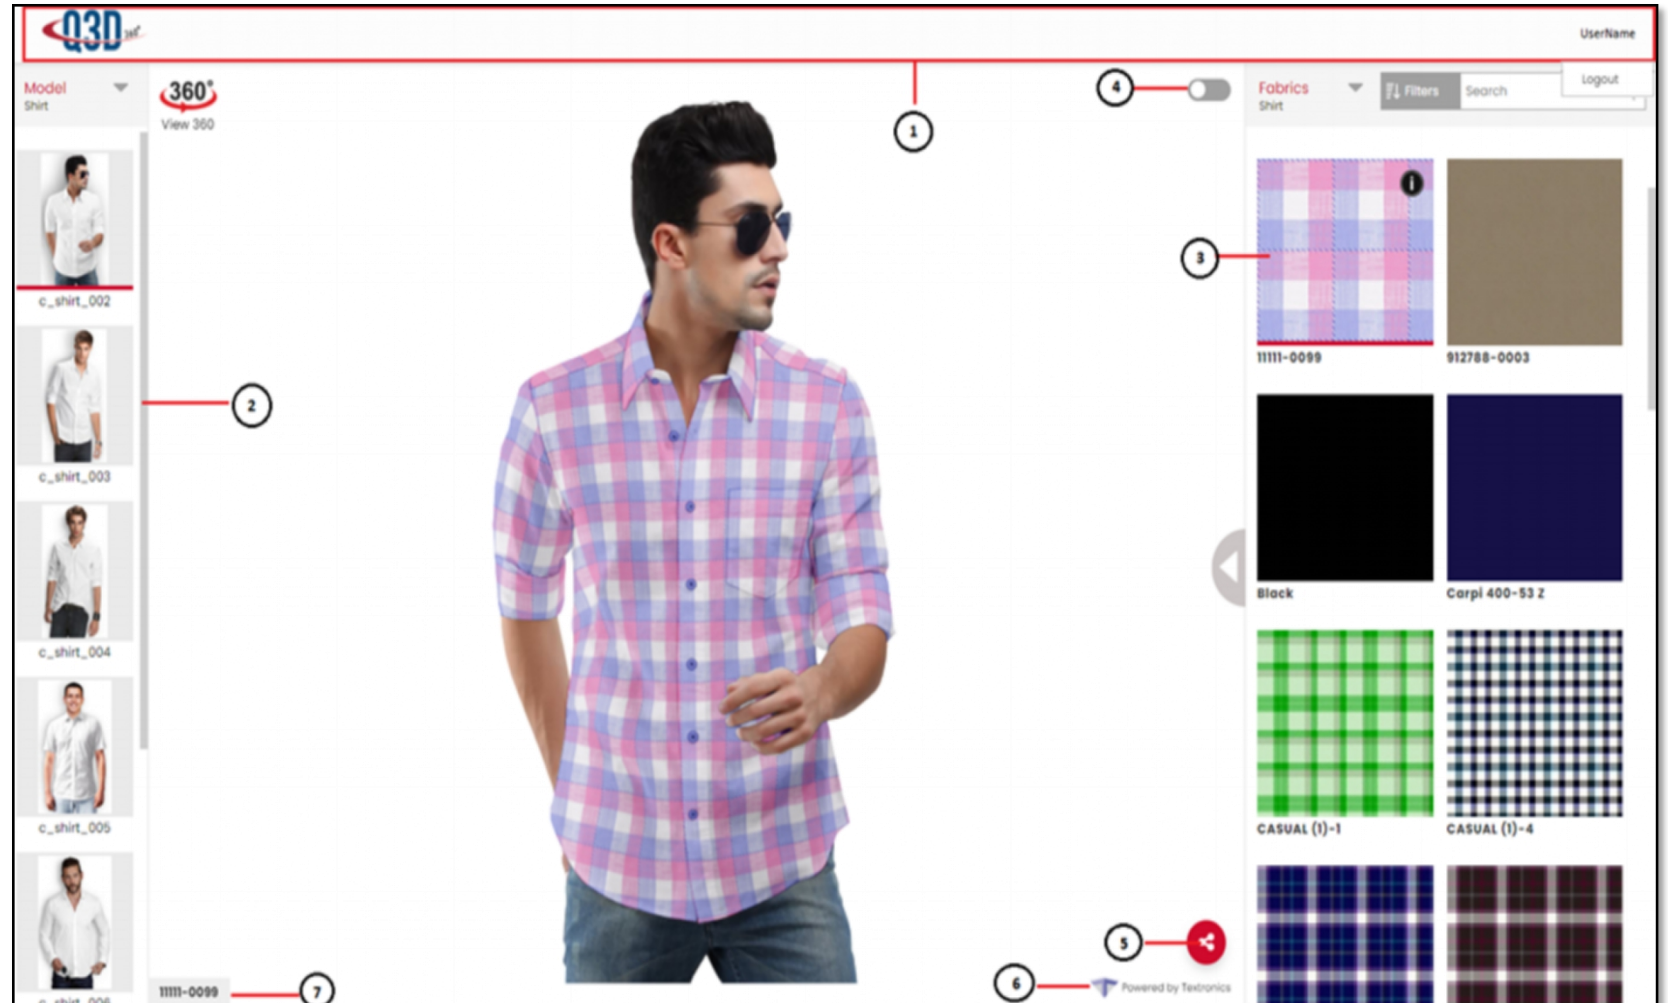 Q3D 360°
UserName
Logout
Model
Shirt
360°
View 360
4
Fabrics
Shirt
Filters
Search
1
c_shirt_002
3
i
11111-0099
912788-0003
2
c_shirt_003
Black
Carpi 400-53 Z
c_shirt_004
c_shirt_005
CASUAL (1)-1
CASUAL (1)-4
5
6
Powered by Textronics
11111-0099
7
c_shirt_006